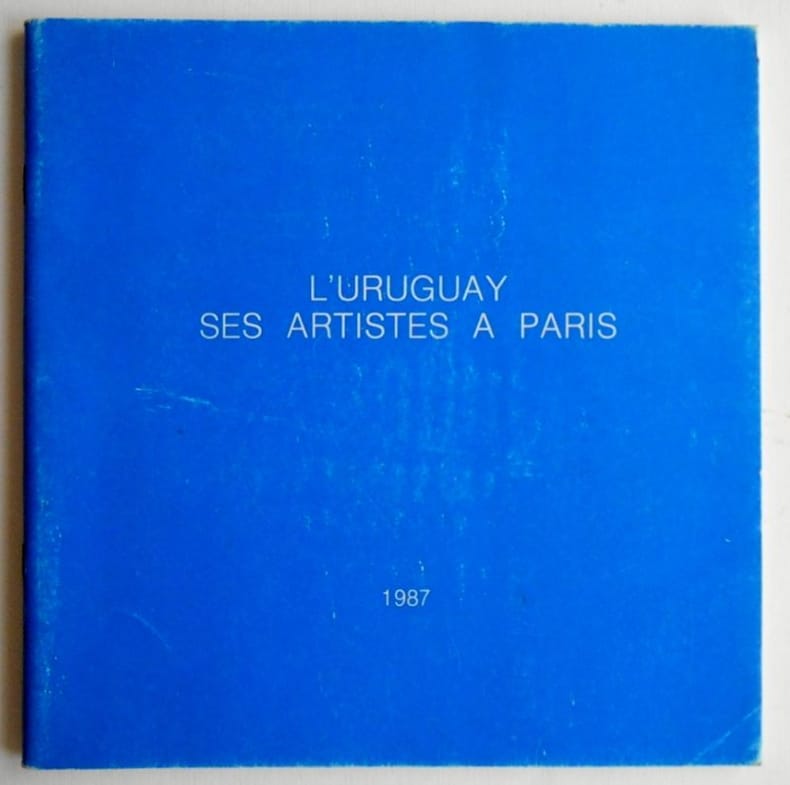 L'URUGUAY
SES ARTISTES A PARIS
1987